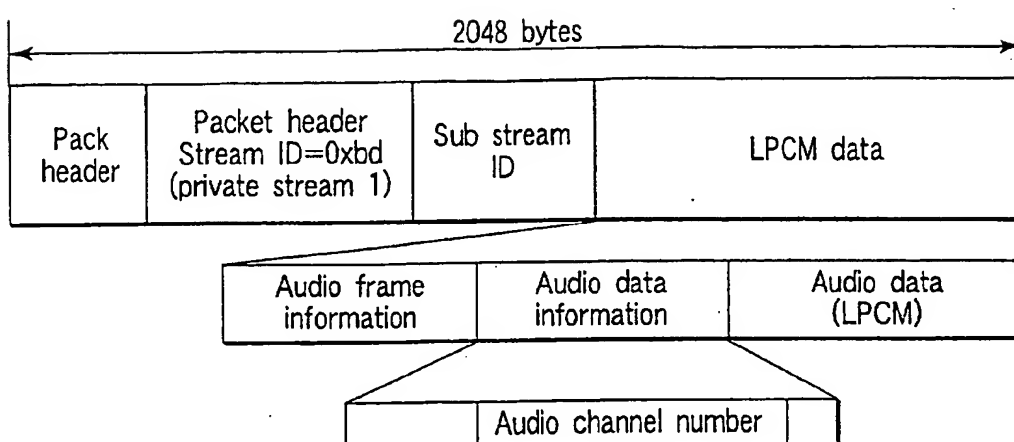 2048 bytes
Pack
header
Packet header
Stream ID=0xbd
(private stream 1)
Sub stream
ID
LPCM data
Audio frame
information
Audio data
information
Audio data
(LPCM)
Audio channel number